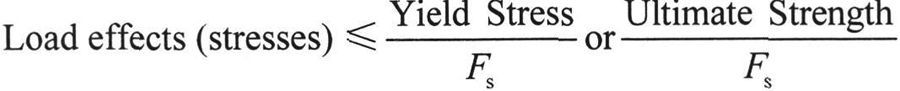 Load effects (stresses) ⩽ Yield Stress / Fₛ or Ultimate Strength / Fₛ